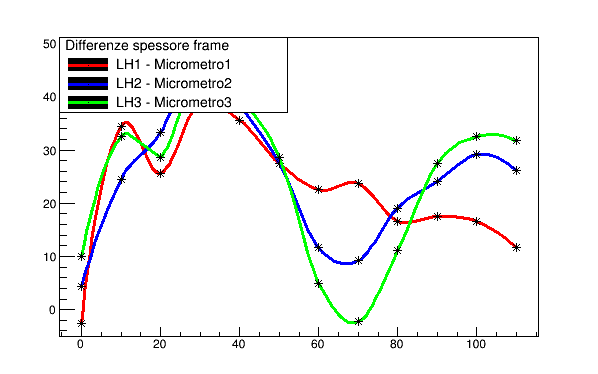 Differenze spessore frame
LH1 - Micrometro1
LH2 - Micrometro2
LH3 - Micrometro3
50
40
30
20
10
0
0 20 40 60 80 100